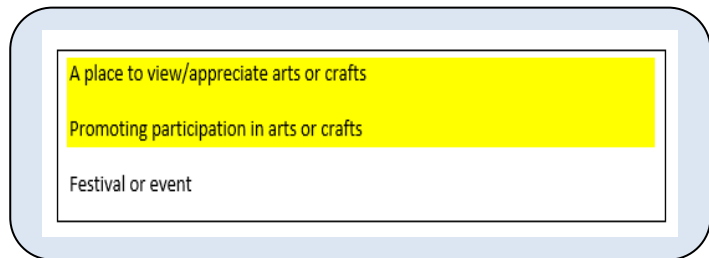 A place to view/appreciate arts or crafts
Promoting participation in arts or crafts
Festival or event